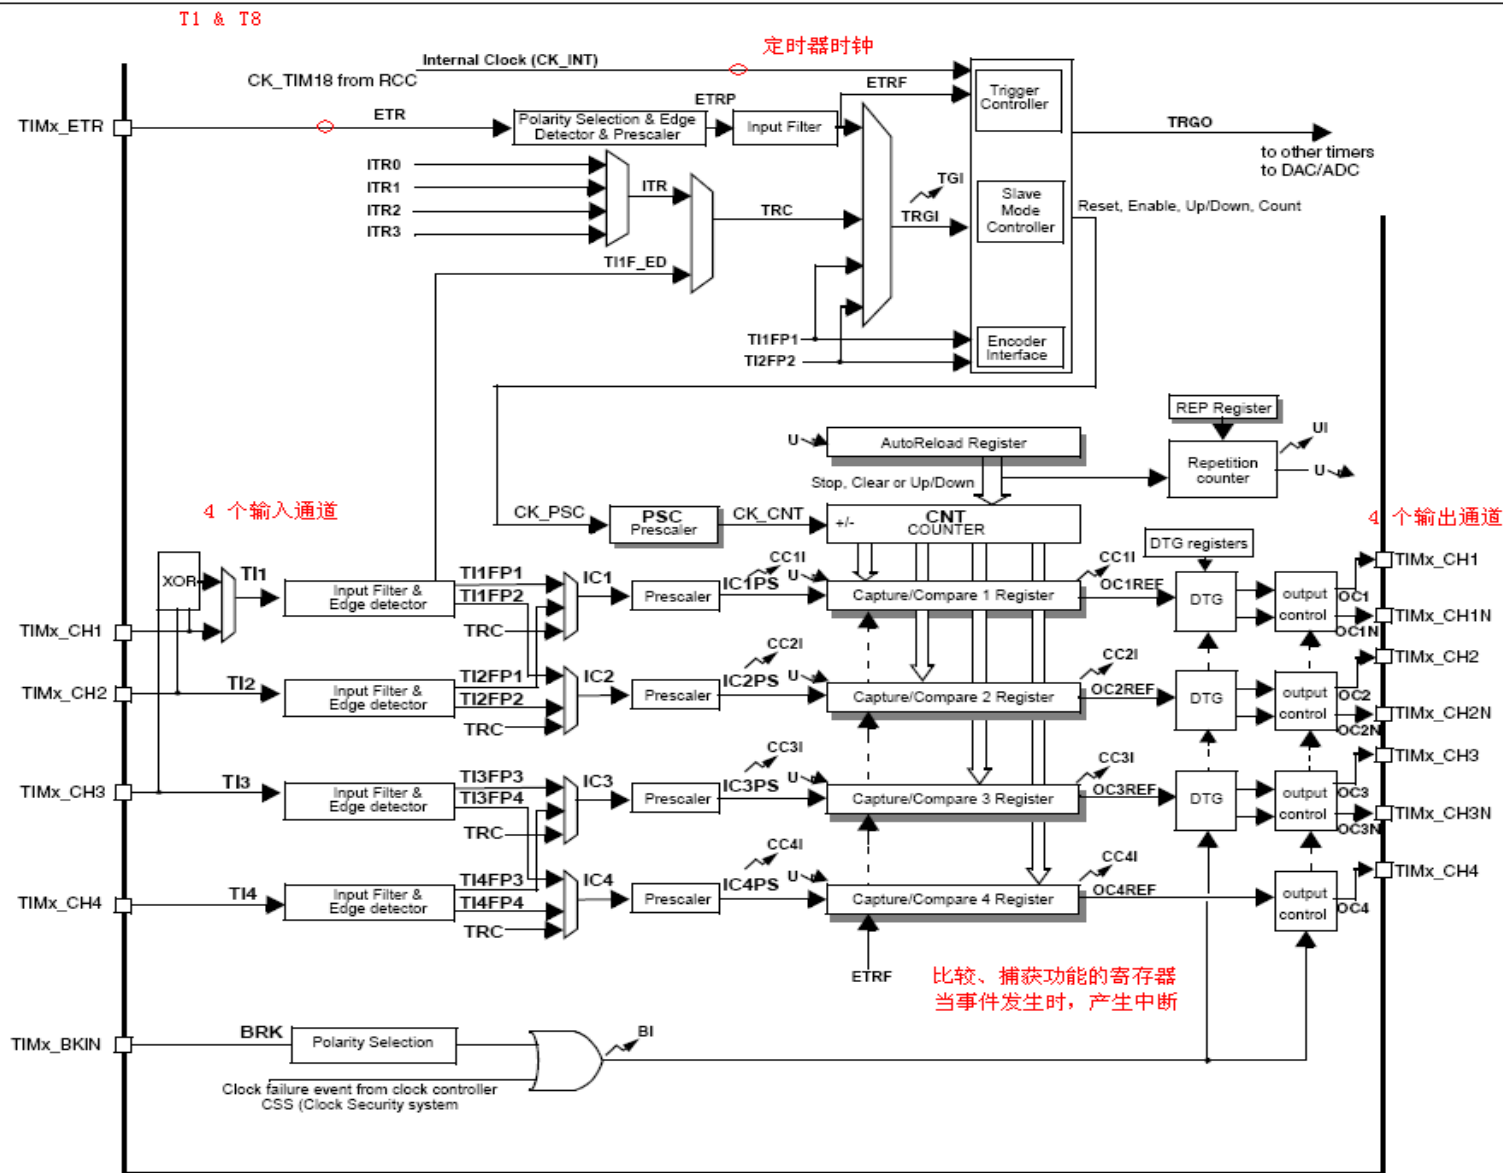 T1 & T8
定时器时钟
Internal Clock (CK_INT)
CK_TIM18 from RCC
ETRF
Trigger
Controller
TIMx_ETR
ETR
ETRP
Polarity Selection & Edge
Detector & Prescaler
Input Filter
TRGO
to other timers
to DAC/ADC
ITR0
ITR1
ITR2
ITR3
ITR
TI1F_ED
TRC
TGI
TRGI
Slave
Mode
Controller
Reset, Enable, Up/Down, Count
TI1FP1
TI2FP2
Encoder
Interface
REP Register
UI
U
AutoReload Register
Repetition
counter
U
Stop, Clear or Up/Down
4 个输入通道
CK_PSC
PSC
Prescaler
CK_CNT
+/-
CNT
COUNTER
4 个输出通道
DTG registers
XOR
TI1
Input Filter &
Edge detector
TI1FP1
TI1FP2
TRC
IC1
Prescaler
IC1PS
CC1I
U
Capture/Compare 1 Register
CC1I
OC1REF
DTG
output
control
OC1
OC1N
TIMx_CH1
TIMx_CH1N
TIMx_CH1
TIMx_CH2
TI2
Input Filter &
Edge detector
TI2FP1
TI2FP2
TRC
IC2
Prescaler
IC2PS
CC2I
U
Capture/Compare 2 Register
CC2I
OC2REF
DTG
output
control
OC2
OC2N
TIMx_CH2
TIMx_CH2N
TIMx_CH3
TI3
Input Filter &
Edge detector
TI3FP3
TI3FP4
TRC
IC3
Prescaler
IC3PS
CC3I
U
Capture/Compare 3 Register
CC3I
OC3REF
DTG
output
control
OC3
OC3N
TIMx_CH3
TIMx_CH3N
TIMx_CH4
TI4
Input Filter &
Edge detector
TI4FP3
TI4FP4
TRC
IC4
Prescaler
IC4PS
CC4I
U
Capture/Compare 4 Register
CC4I
OC4REF
output
control
OC4
TIMx_CH4
ETRF
比较、捕获功能的寄存器
当事件发生时，产生中断
TIMx_BKIN
BRK
Polarity Selection
BI
Clock failure event from clock controller
CSS (Clock Security system